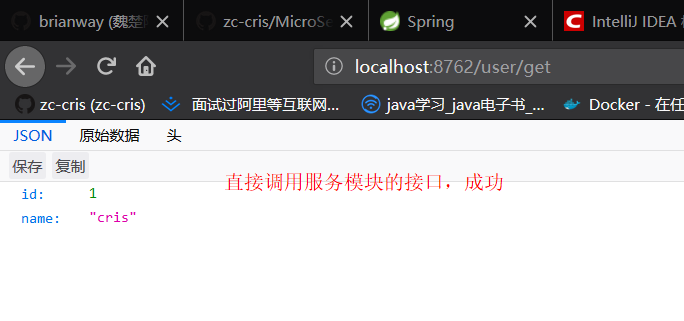 brianway (魏楚
zc-cris/MicroSe
Spring
IntelliJ IDEA
localhost:8762/user/get
zc-cris (zc-cris)
面试过阿里等互联网...
java学习_java电子书_...
Docker - 在任
JSON
原始数据
头
保存
复制
直接调用服务模块的接口，成功
id:
1
name:
"cris"